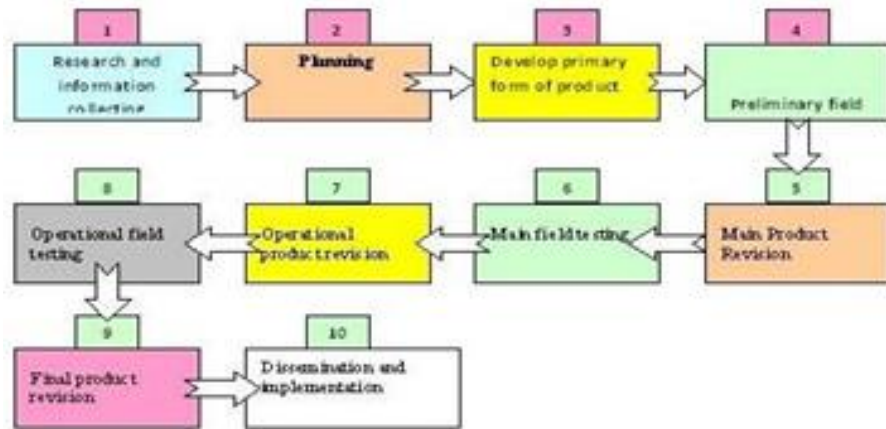 1
Research and
information
collecting
2
Planning
3
Develop primary
form of product
4
Preliminary field
5
Main Product
Revision
6
Main field testing
7
Operational
product revision
8
Operational field
testing
9
Final product
revision
10
Dissemination and
implementation